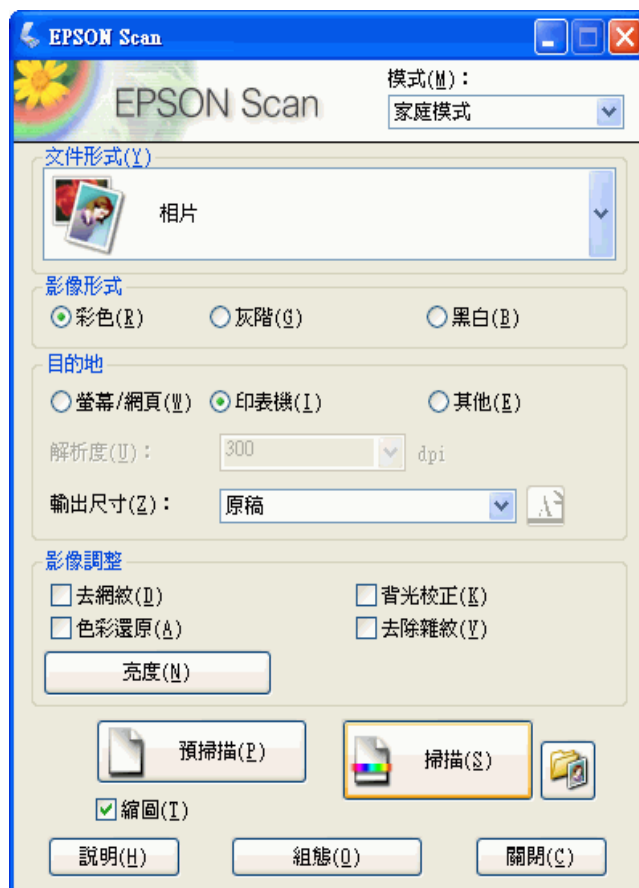 EPSON Scan
EPSON Scan
模式(M)：
家庭模式
文件形式(Y)
相片
影像形式
彩色(R) 灰階(G) 黑白(B)
目的地
螢幕/網頁(W) 印表機(I) 其他(E)
解析度(U)： 300 dpi
輸出尺寸(Z)： 原稿
影像調整
去網紋(D) 背光校正(K)
色彩還原(A) 去除雜紋(V)
亮度(N)
預掃描(P) 掃描(S)
縮圖(T)
說明(H) 組態(O) 關閉(C)